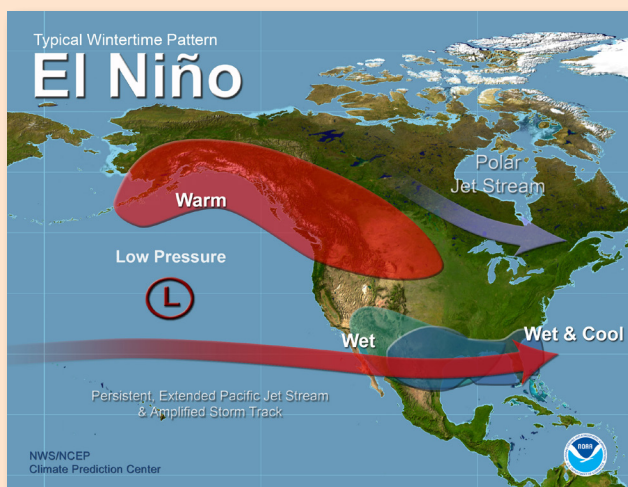 Typical Wintertime Pattern
El Niño
Polar
Jet Stream
Warm
Low Pressure
L
Wet
Wet & Cool
Persistent, Extended Pacific Jet Stream
& Amplified Storm Track
NWS/NCEP
Climate Prediction Center
NOAA